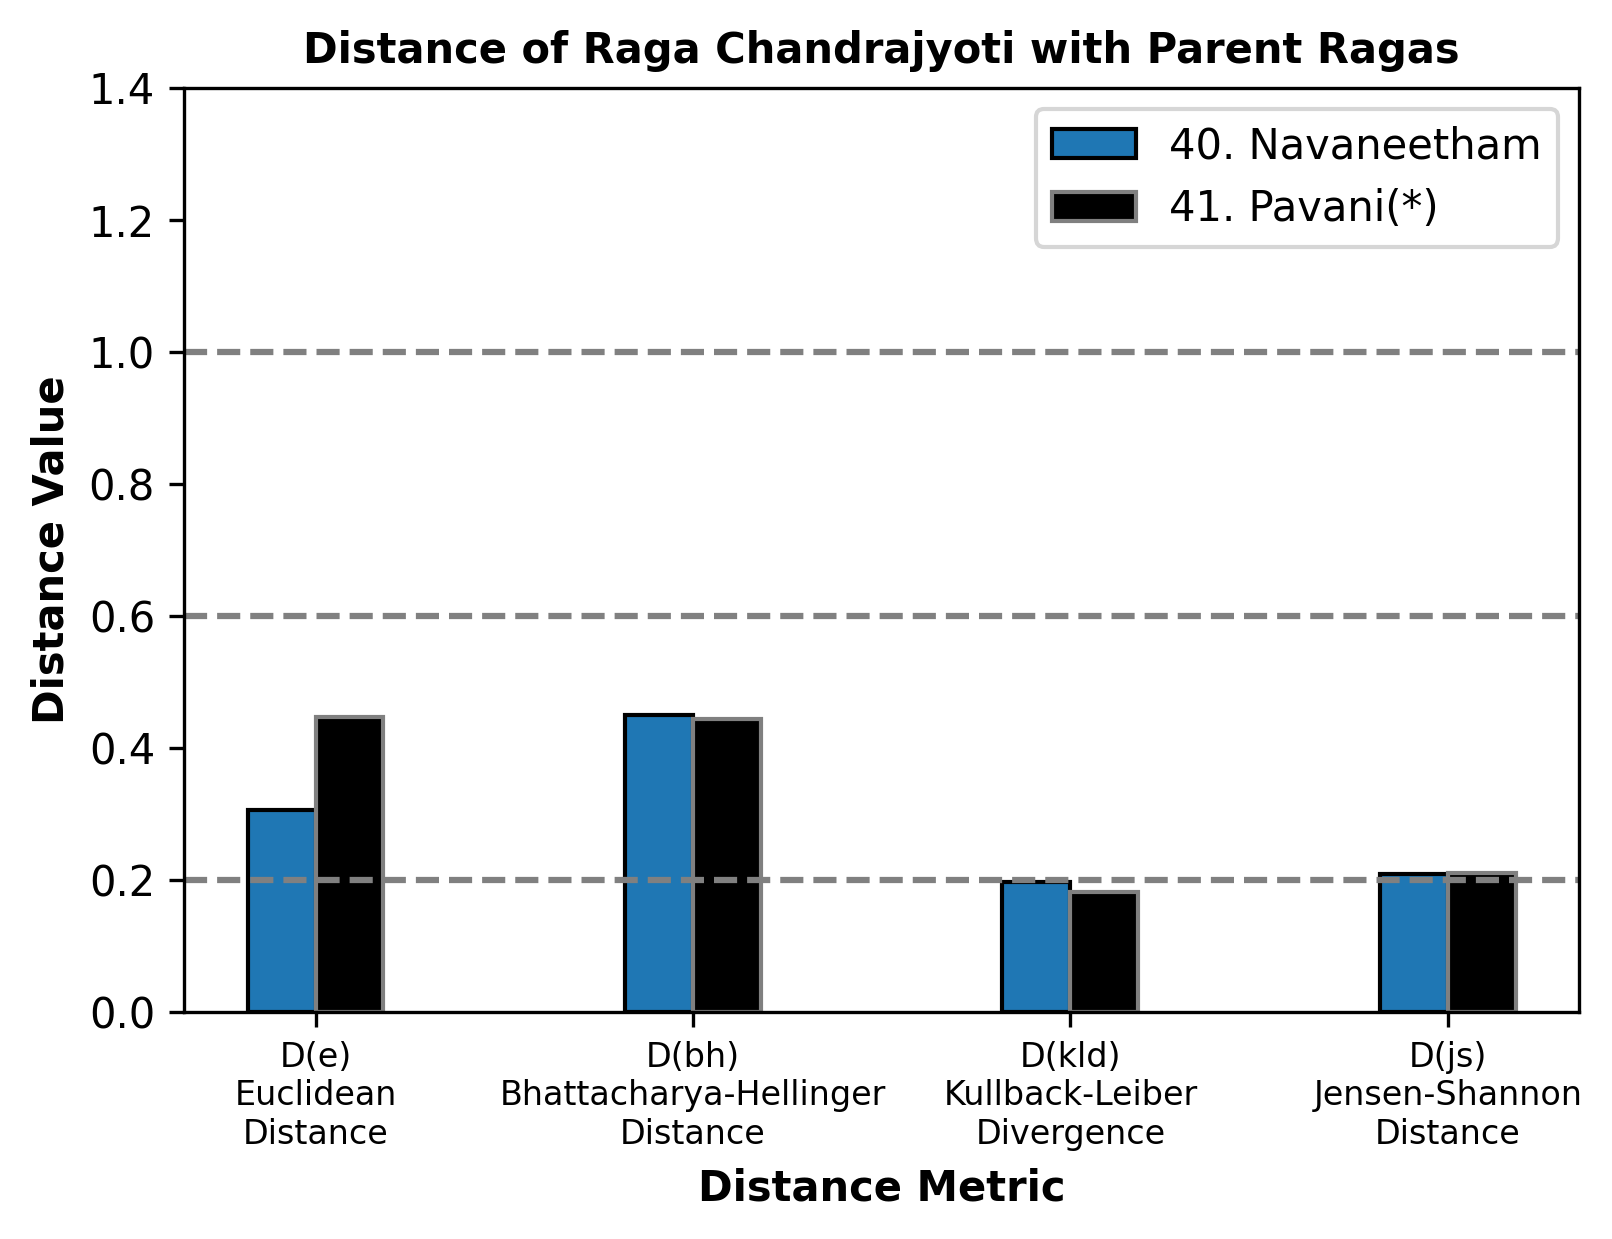 Distance of Raga Chandrajyoti with Parent Ragas
1.4
1.2
1.0
0.8
0.6
0.4
0.2
0.0
Distance Value
40. Navaneetham
41. Pavani(*)
D(e)
Euclidean
Distance
D(bh)
Bhattacharya-Hellinger
Distance
D(kld)
Kullback-Leiber
Divergence
D(js)
Jensen-Shannon
Distance
Distance Metric